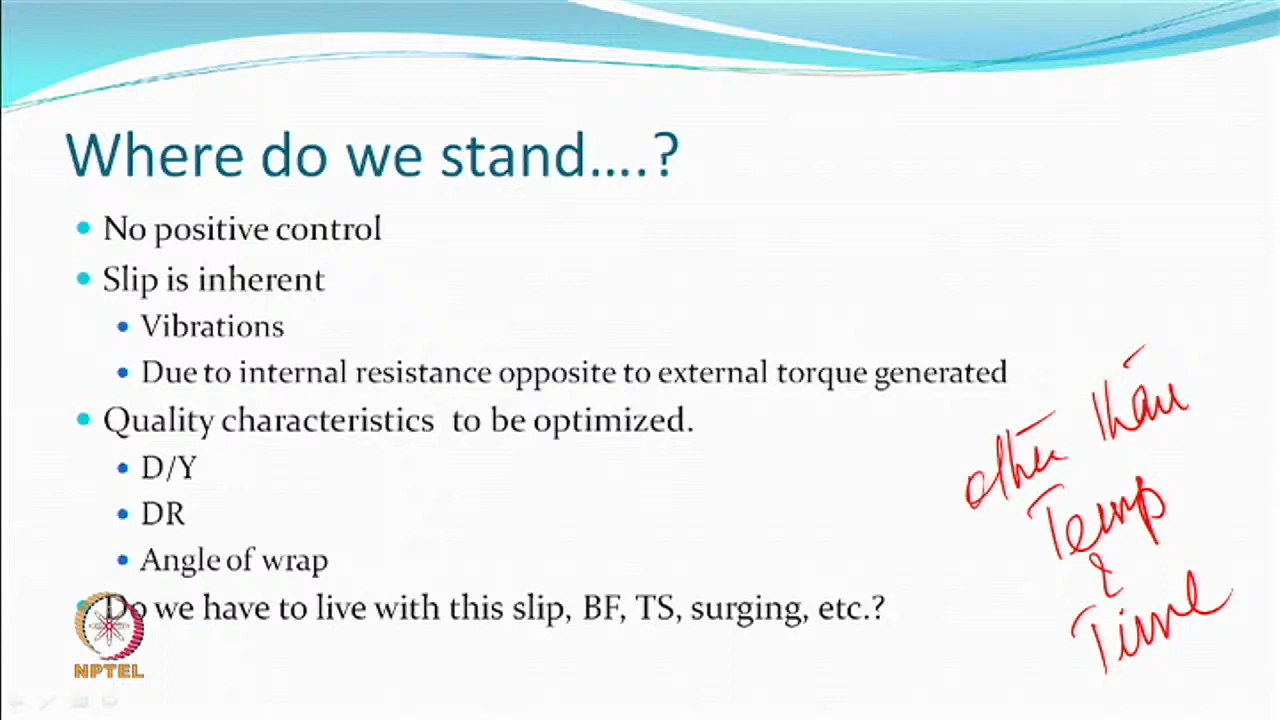 Where do we stand....?
No positive control
Slip is inherent
Vibrations
Due to internal resistance opposite to external torque generated
Quality characteristics to be optimized.
D/Y
DR
Angle of wrap
Do we have to live with this slip, BF, TS, surging, etc.?
other than
Temp
&
Time
NPTEL